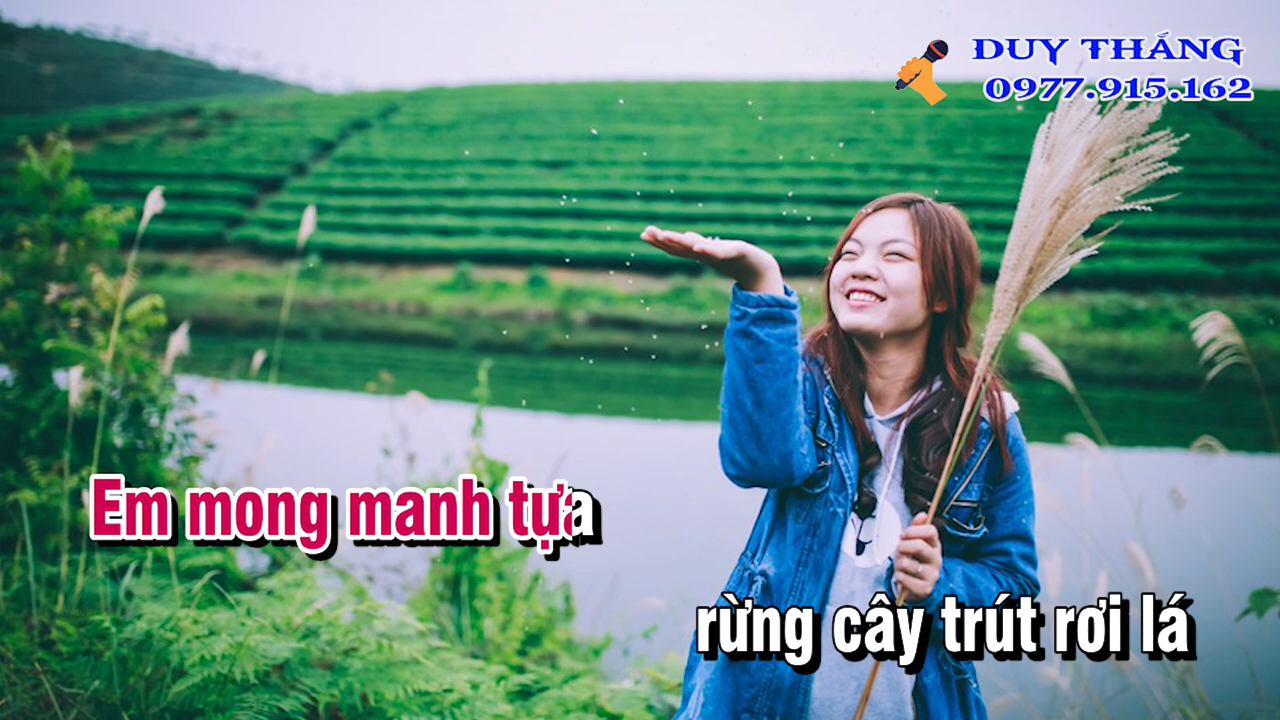 DUY THẮNG
0977.915.162
Em mong manh tựa
rừng cây trút rơi lá